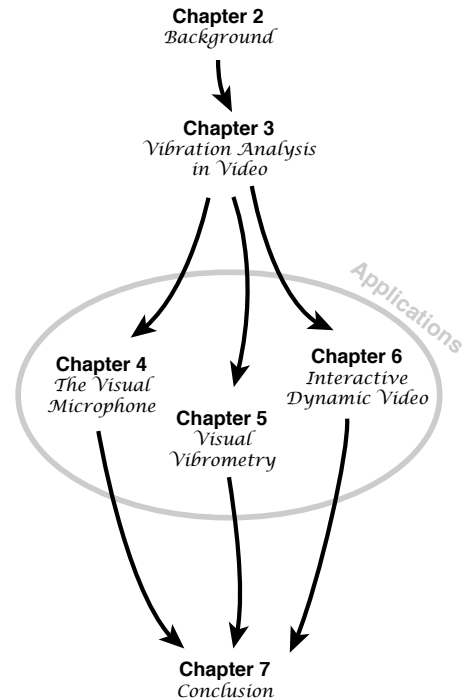 Chapter 2
Background
Chapter 3
Vibration Analysis
in Video
Applications
Chapter 4
The Visual
Microphone
Chapter 5
Visual
Vibrometry
Chapter 6
Interactive
Dynamic Video
Chapter 7
Conclusion